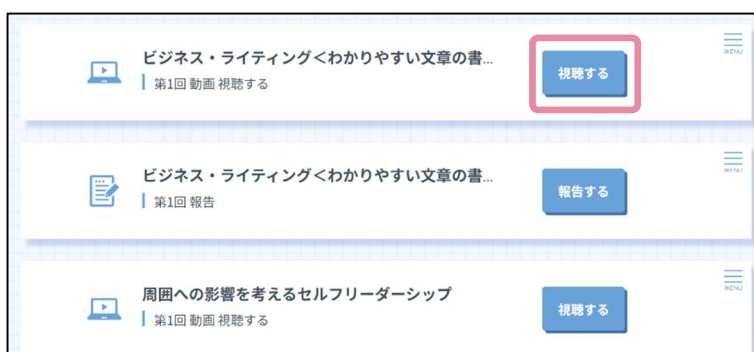 ビジネス・ライティング＜わかりやすい文章の書...
第1回 動画 視聴する
視聴する
MENU
ビジネス・ライティング＜わかりやすい文章の書...
第1回 報告
報告する
MENU
周囲への影響を考えるセルフリーダーシップ
第1回 動画 視聴する
視聴する
MENU